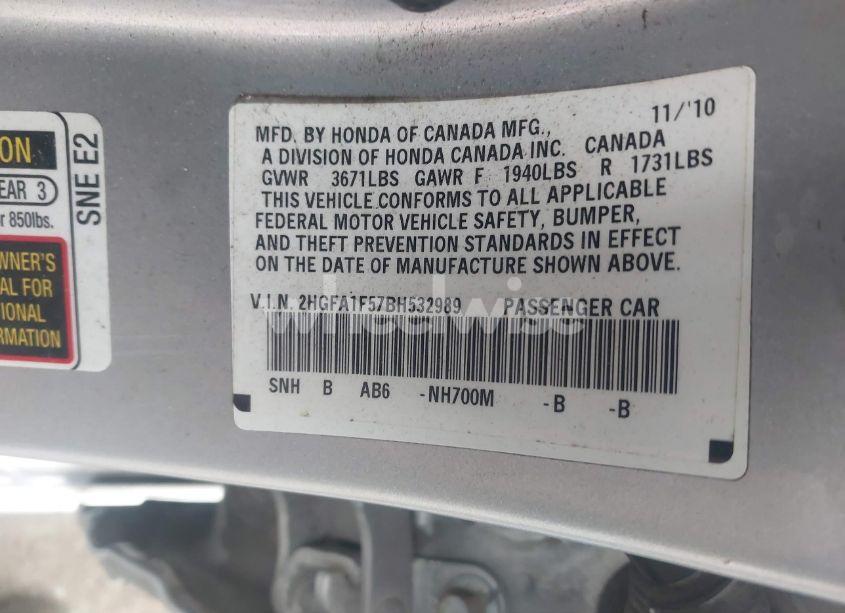 ON
EAR 3
r 850lbs.
WNER'S
AL FOR
IONAL
ORMATION
SNE E2
11/'10
MFD. BY HONDA OF CANADA MFG.,
A DIVISION OF HONDA CANADA INC. CANADA
GVWR 3671LBS GAWR F 1940LBS R 1731LBS
THIS VEHICLE CONFORMS TO ALL APPLICABLE
FEDERAL MOTOR VEHICLE SAFETY, BUMPER,
AND THEFT PREVENTION STANDARDS IN EFFECT
ON THE DATE OF MANUFACTURE SHOWN ABOVE.
V.I.N. 2HGFA1F57BH532989 PASSENGER CAR
wheelwise
SNH B AB6 -NH700M -B -B